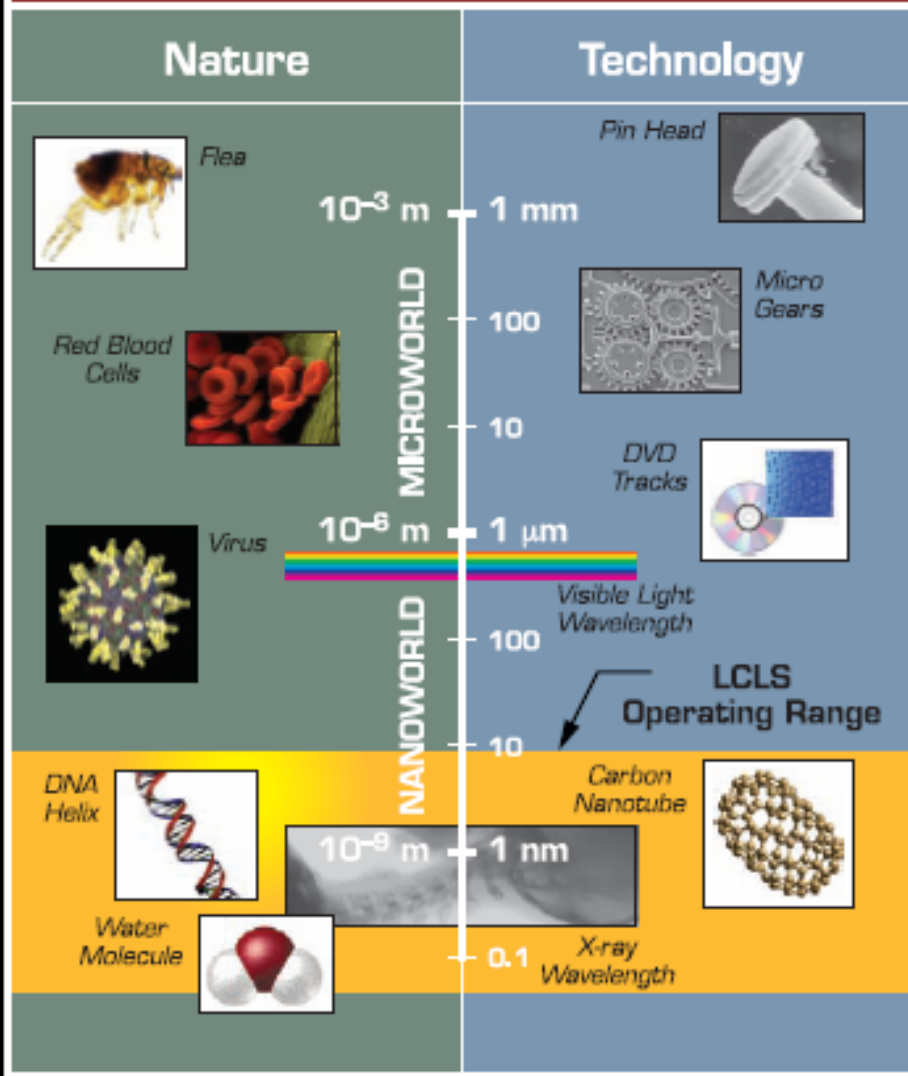 Nature
Technology
Flea
Pin Head
10⁻³ m
1 mm
MICROWORLD
Micro
Gears
100
Red Blood
Cells
10
DVD
Tracks
10⁻⁶ m
1 μm
Virus
Visible Light
Wavelength
NANOWORLD
100
LCLS
Operating Range
10
DNA
Helix
Carbon
Nanotube
10⁻⁹ m
1 nm
Water
Molecule
0.1
X-ray
Wavelength